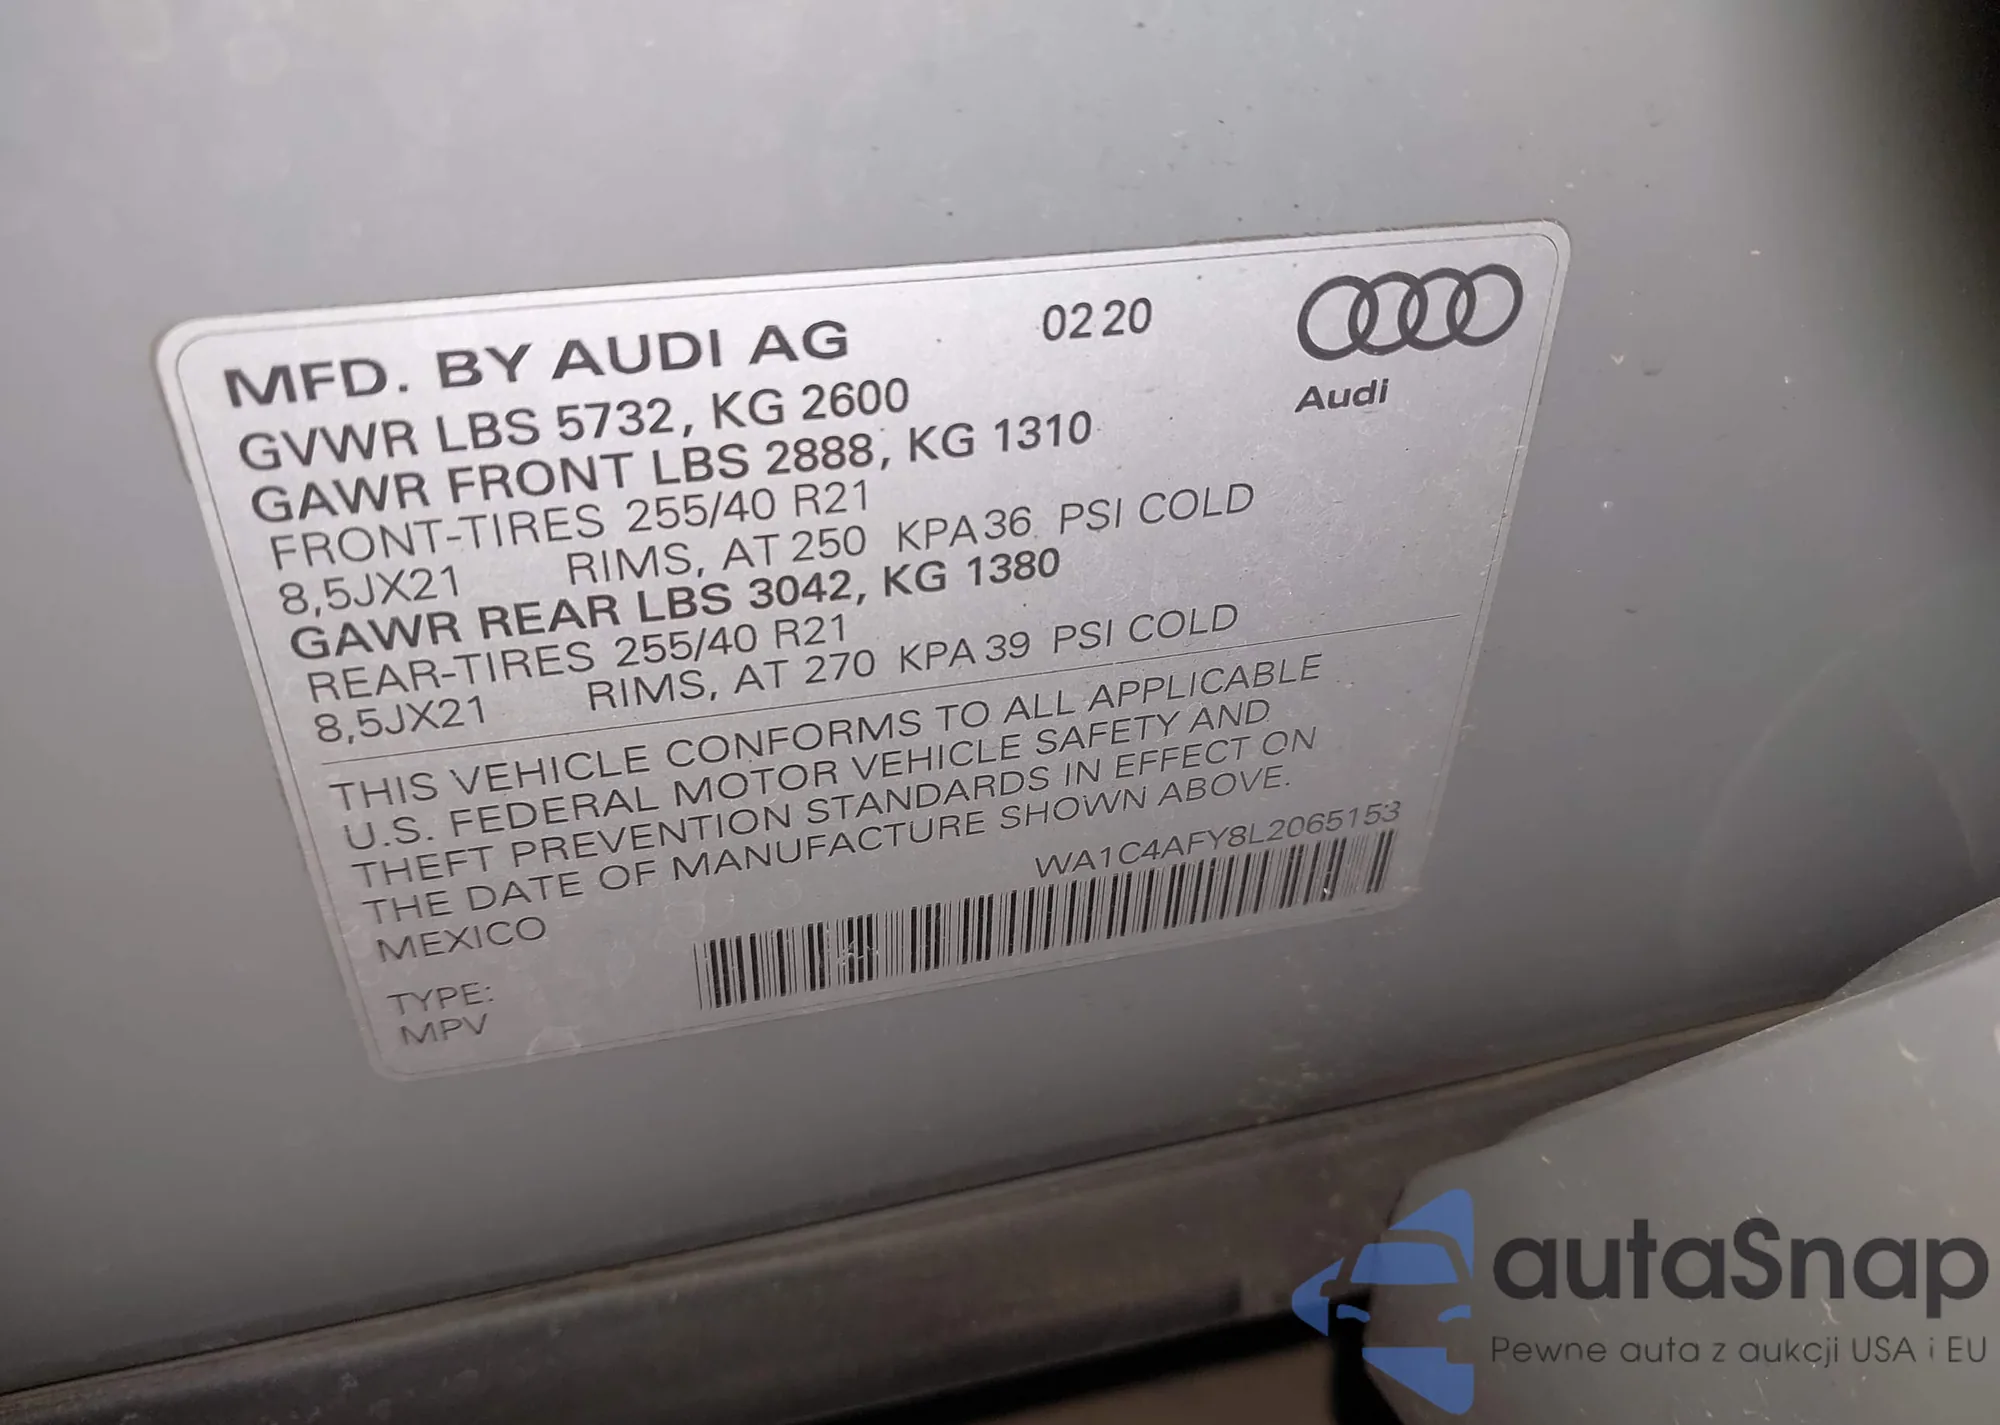 MFD. BY AUDI AG 02 20
Audi
GVWR LBS 5732, KG 2600
GAWR FRONT LBS 2888, KG 1310
FRONT-TIRES 255/40 R21
8,5JX21 RIMS, AT 250 KPA 36 PSI COLD
GAWR REAR LBS 3042, KG 1380
REAR-TIRES 255/40 R21
8,5JX21 RIMS, AT 270 KPA 39 PSI COLD
THIS VEHICLE CONFORMS TO ALL APPLICABLE
U.S. FEDERAL MOTOR VEHICLE SAFETY AND
THEFT PREVENTION STANDARDS IN EFFECT ON
THE DATE OF MANUFACTURE SHOWN ABOVE.
MEXICO WA1C4AFY8L2065153
TYPE:
MPV
autaSnap
Pewne auta z aukcji USA i EU